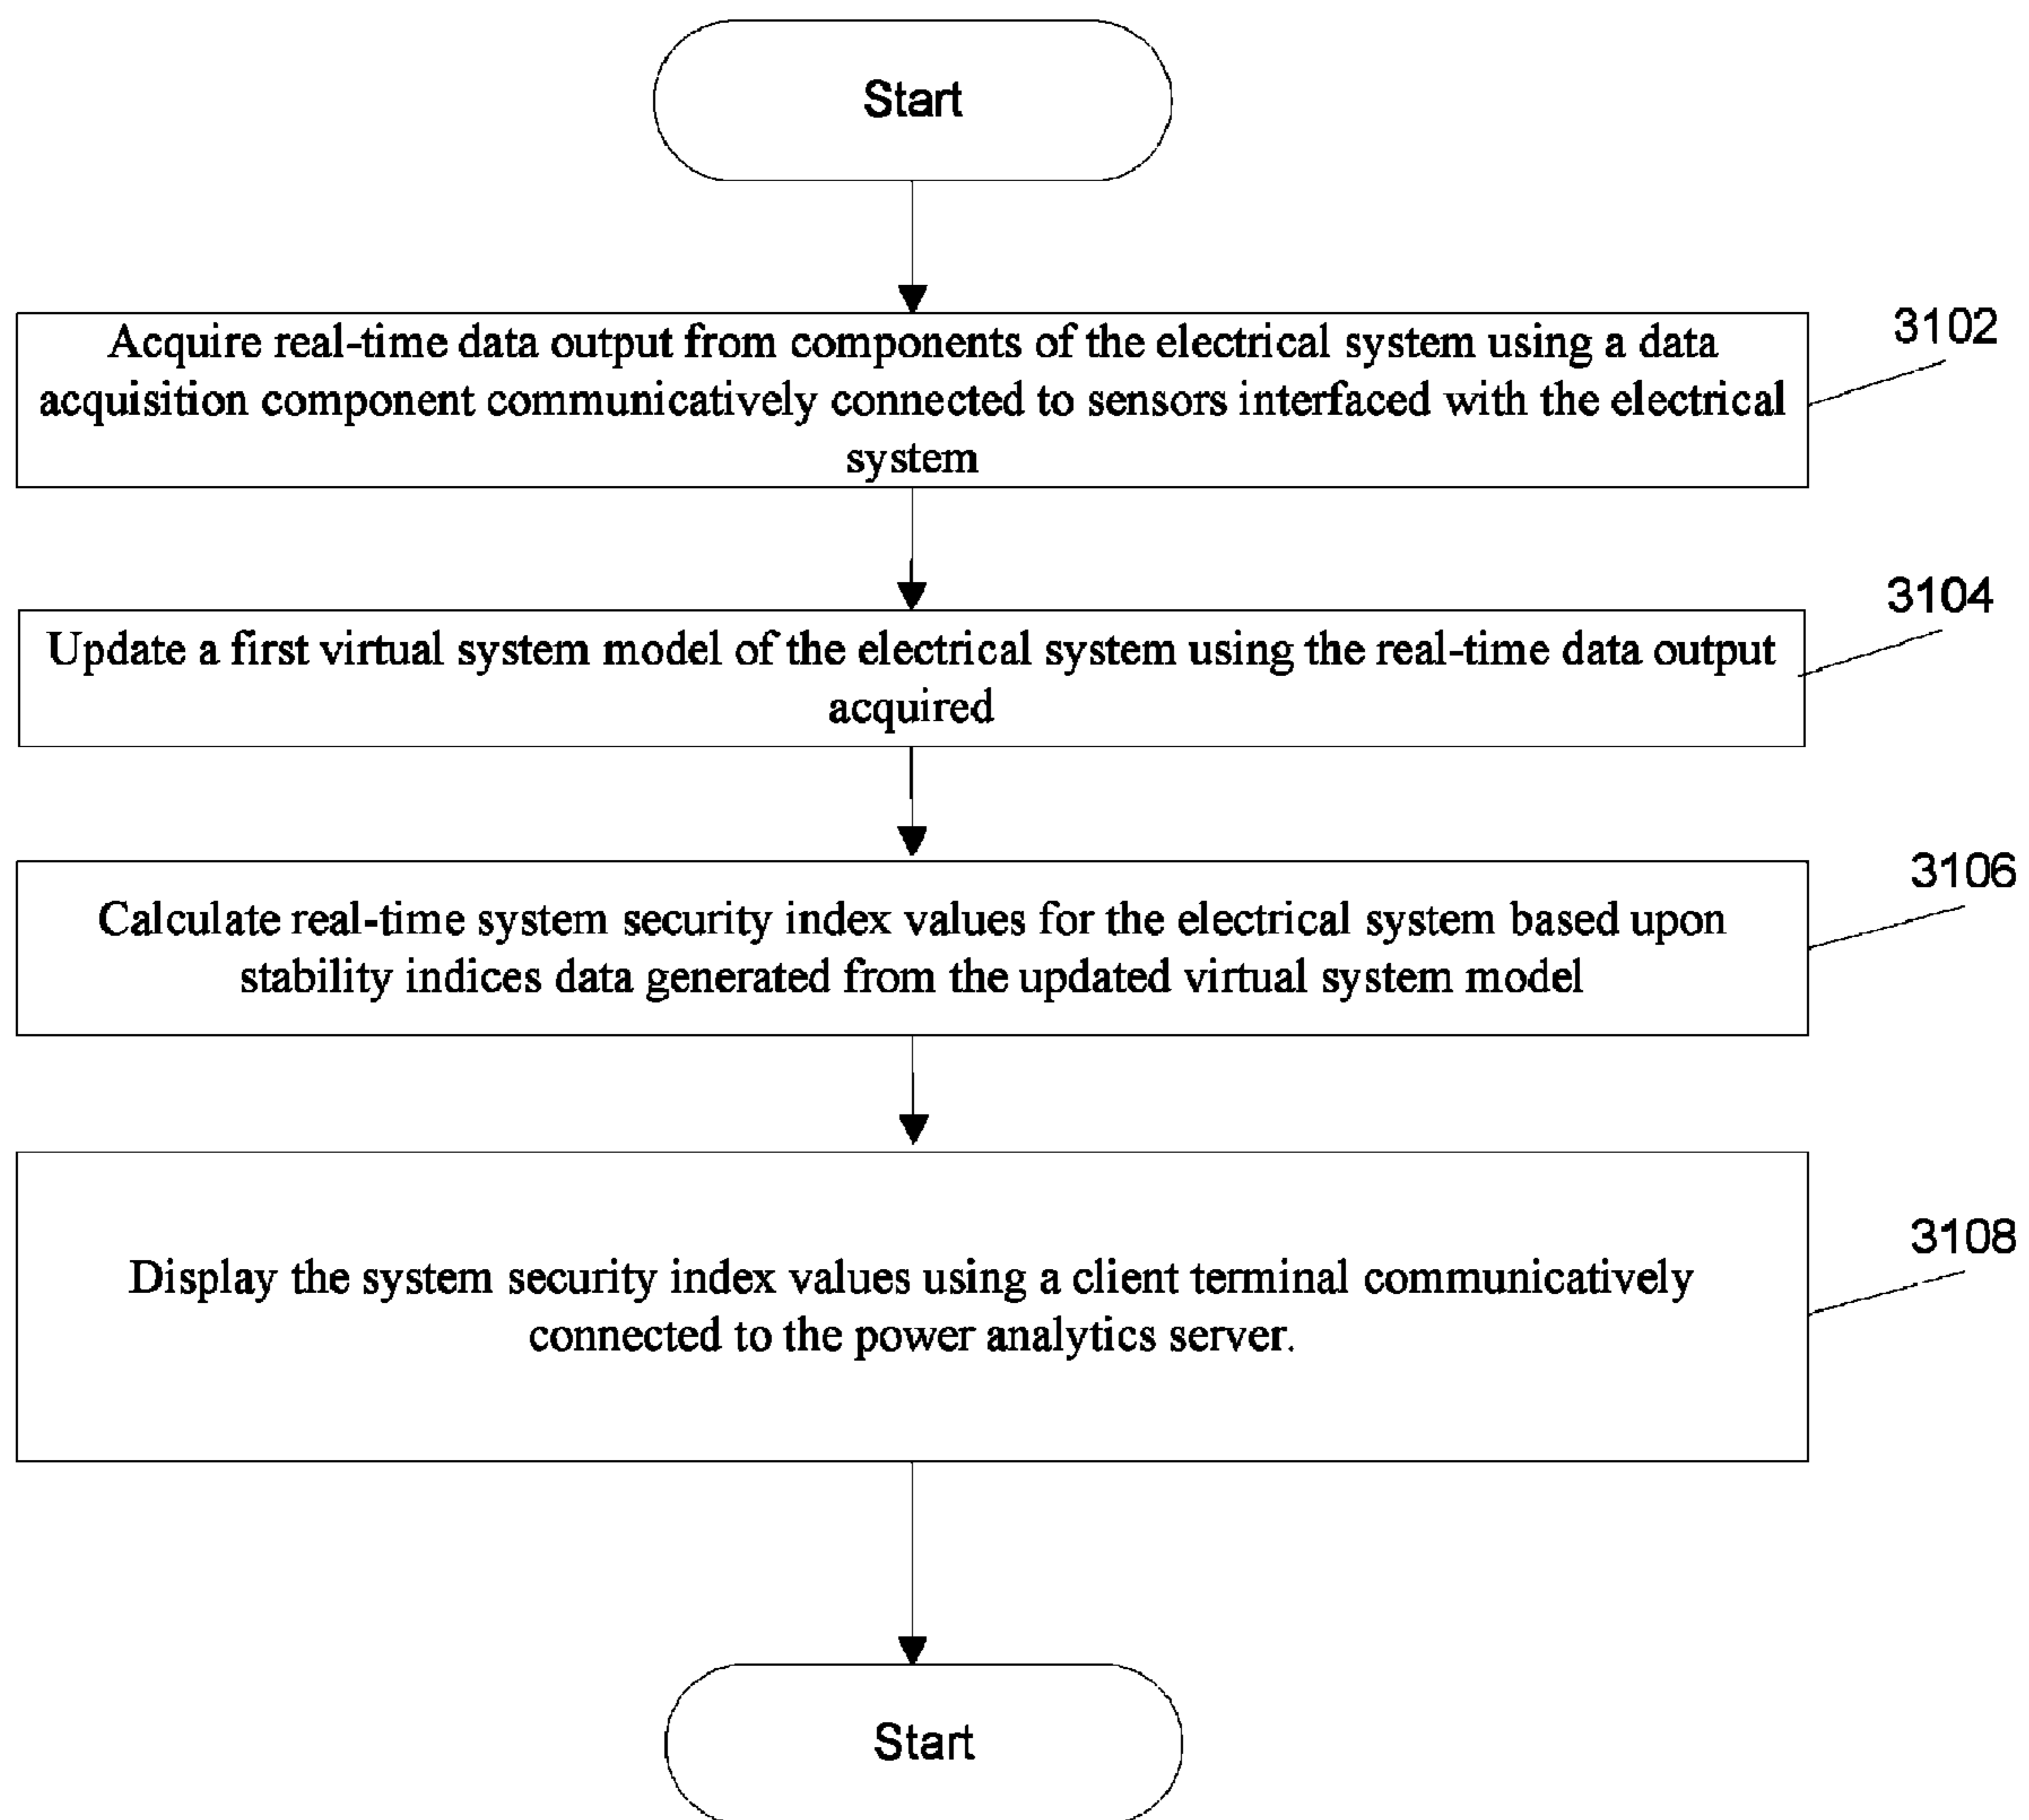 Start
Acquire real-time data output from components of the electrical system using a data
acquisition component communicatively connected to sensors interfaced with the electrical
system
3102
Update a first virtual system model of the electrical system using the real-time data output
acquired
3104
Calculate real-time system security index values for the electrical system based upon
stability indices data generated from the updated virtual system model
3106
Display the system security index values using a client terminal communicatively
connected to the power analytics server.
3108
Start